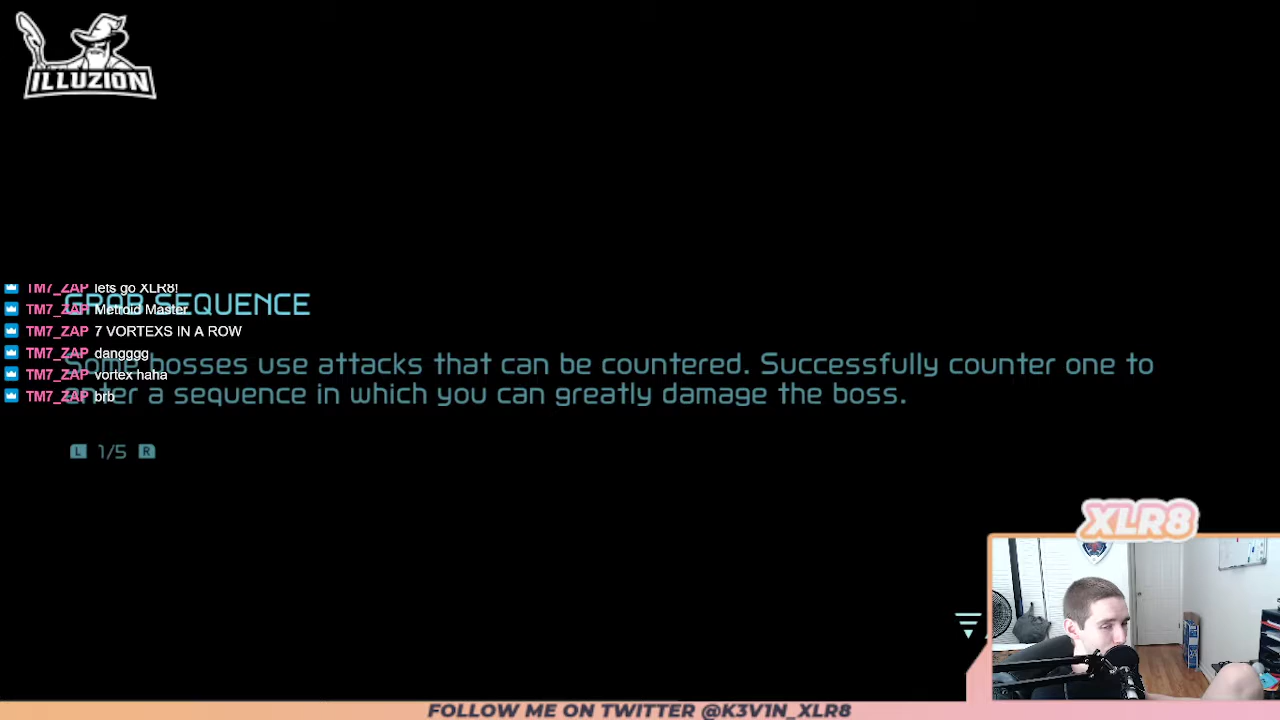 ILLUZION
TM7_ZAP lets go XLR8!
GRAB SEQUENCE
TM7_ZAP Metroid Master
TM7_ZAP 7 VORTEXS IN A ROW
TM7_ZAP dangggg
Some bosses use attacks that can be countered. Successfully counter one to
TM7_ZAP vortex haha
enter a sequence in which you can greatly damage the boss.
TM7_ZAP brb
L 1/5 R
XLR8
FOLLOW ME ON TWITTER @K3V1N_XLR8